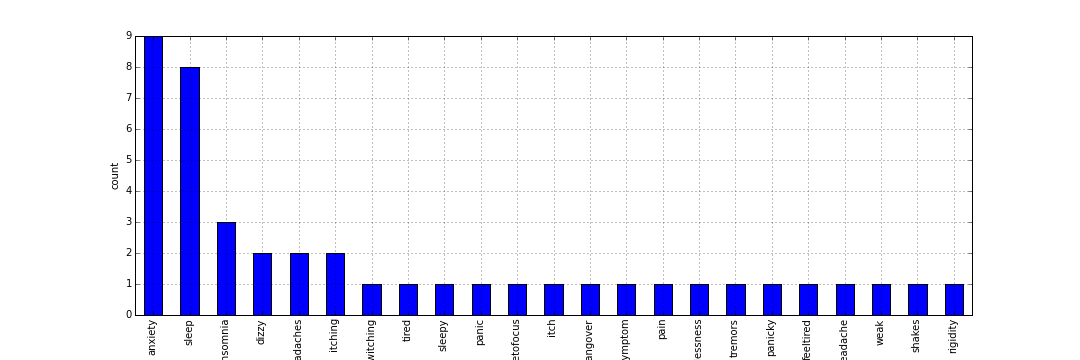 9
8
7
6
5
4
3
2
1
0
count
anxiety
sleep
nsomnia
dizzy
adaches
itching
witching
tired
sleepy
panic
etofocus
itch
angover
ymptom
pain
essness
tremors
panicky
feeltired
eadache
weak
shakes
rigidity